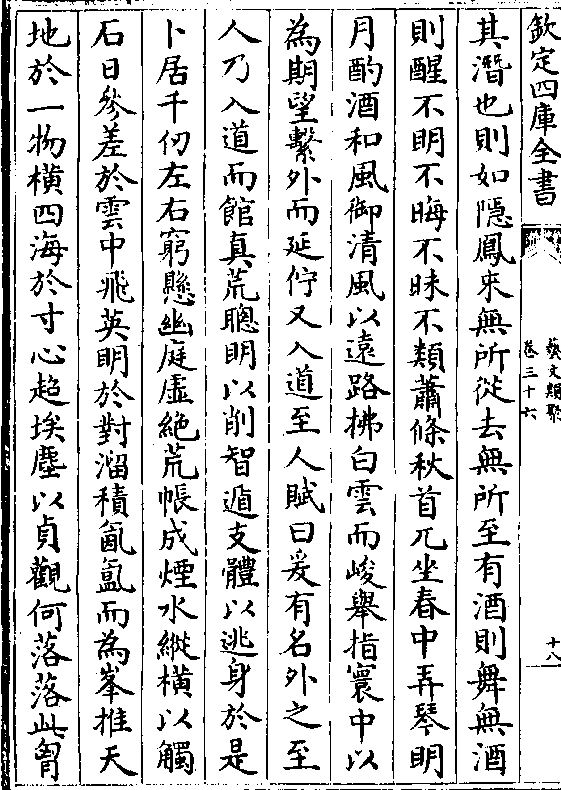 欽定四庫全書
藝文類聚
卷三十六
十八
其潛也則如隱鳳來無所從去無所至有酒則舞無酒
則醒不明不晦不昧不類蕭條秋首兀坐春中弄琴明
月酌酒和風御清風以遠路拂白雲而峻舉指寰中以
為期望繫外而延佇又入道至人賦曰爰有名外之至
人乃入道而館真荒聰明以削智遁支體以逃身於是
卜居千仞左右窮懸幽庭虛絶荒帳成煙水縱橫以觸
石日參差於雲中飛英明於對溜積氤氲而為峯推天
地於一物橫四海於寸心超埃塵以貞觀何落落此胷